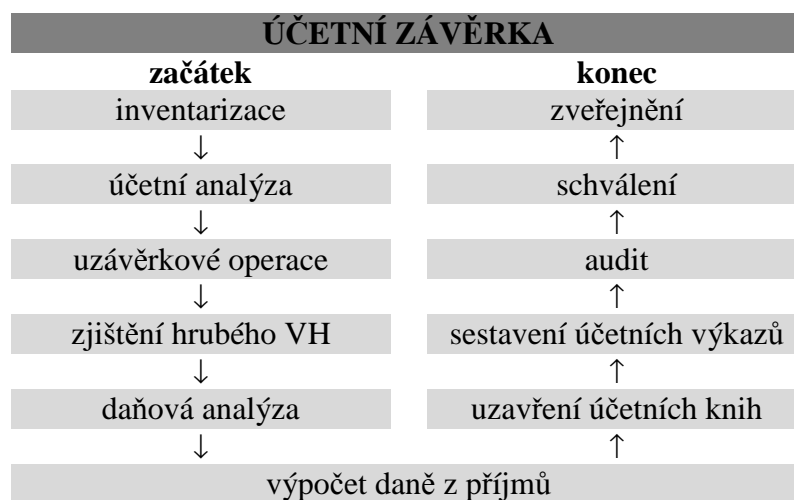 ÚČETNÍ ZÁVĚRKA
začátek konec
inventarizace zveřejnění
↓ ↑
účetní analýza schválení
↓ ↑
uzávěrkové operace audit
↓ ↑
zjištění hrubého VH sestavení účetních výkazů
↓ ↑
daňová analýza uzavření účetních knih
↓ ↑
výpočet daně z příjmů